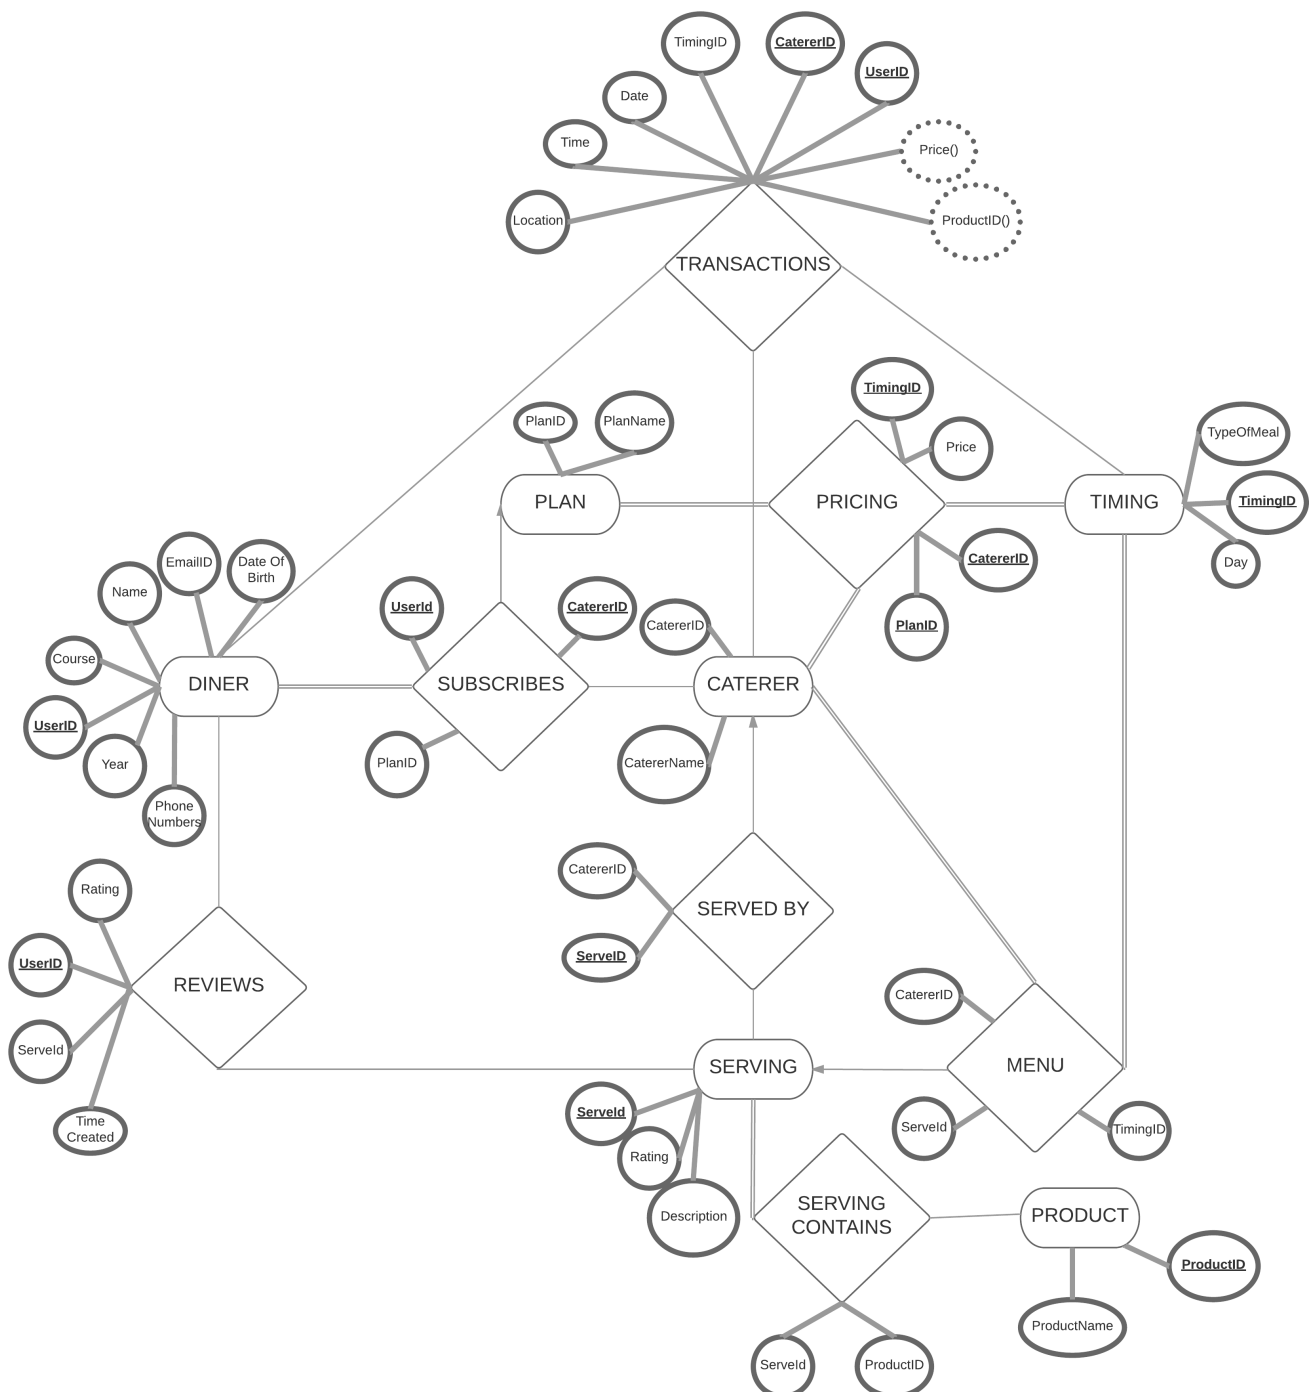 TimingID
CatererID
UserID
Date
Time
Price()
Location
ProductID()
TRANSACTIONS
TimingID
PlanID
PlanName
Price
TypeOfMeal
PLAN
PRICING
TIMING
TimingID
CatererID
Day
EmailID
Date Of
Birth
Name
UserId
CatererID
CatererID
PlanID
Course
DINER
SUBSCRIBES
CATERER
UserID
Year
PlanID
CatererName
Phone
Numbers
Rating
CatererID
SERVED BY
ServeID
UserID
REVIEWS
CatererID
ServeId
SERVING
MENU
Time
Created
ServeId
Rating
ServeId
TimingID
Description
SERVING
CONTAINS
PRODUCT
ProductID
ProductName
ServeId
ProductID